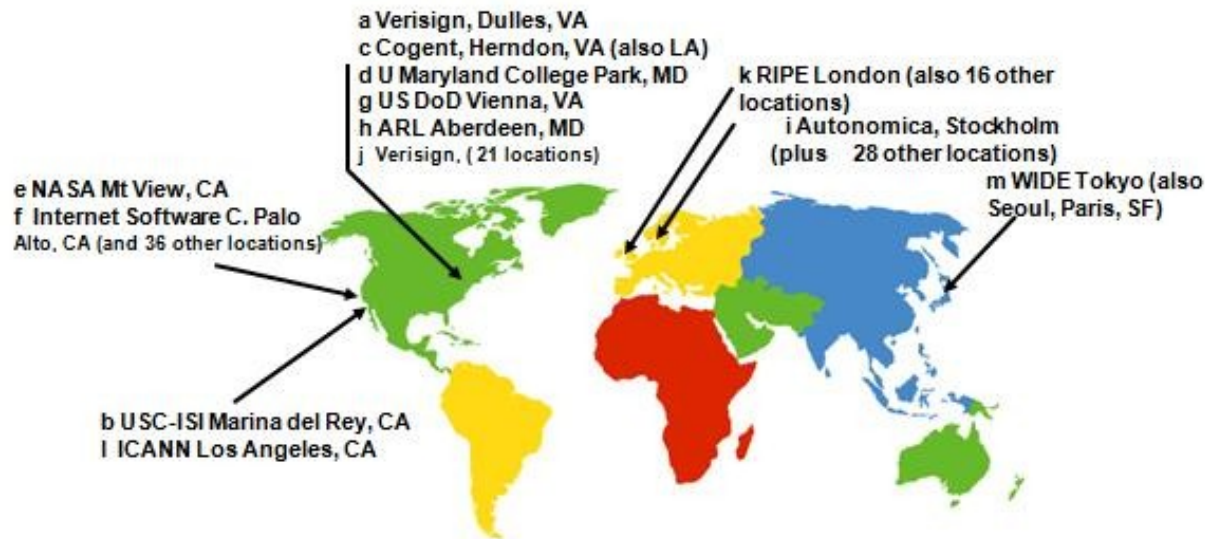 a Verisign, Dulles, VA
c Cogent, Herndon, VA (also LA)
d U Maryland College Park, MD
g US DoD Vienna, VA
h ARL Aberdeen, MD
j Verisign, ( 21 locations)
k RIPE London (also 16 other
locations)
i Autonomica, Stockholm
(plus 28 other locations)
m WIDE Tokyo (also
Seoul, Paris, SF)
e NASA Mt View, CA
f Internet Software C. Palo
Alto, CA (and 36 other locations)
b USC-ISI Marina del Rey, CA
l ICANN Los Angeles, CA